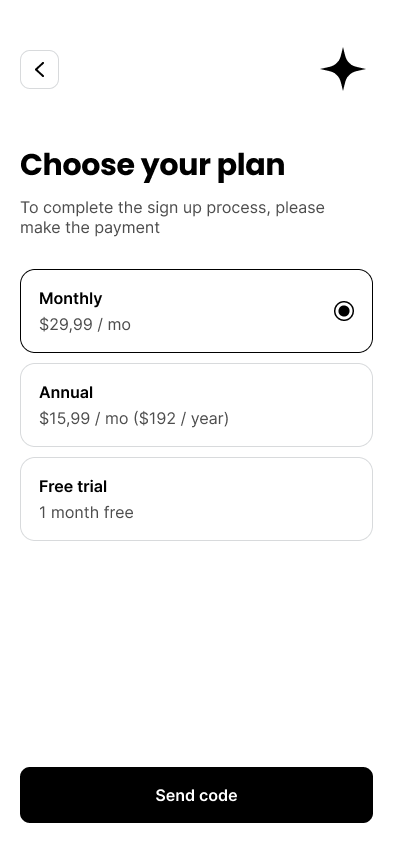 Choose your plan
To complete the sign up process, please
make the payment
Monthly
$29,99 / mo
Annual
$15,99 / mo ($192 / year)
Free trial
1 month free
Send code